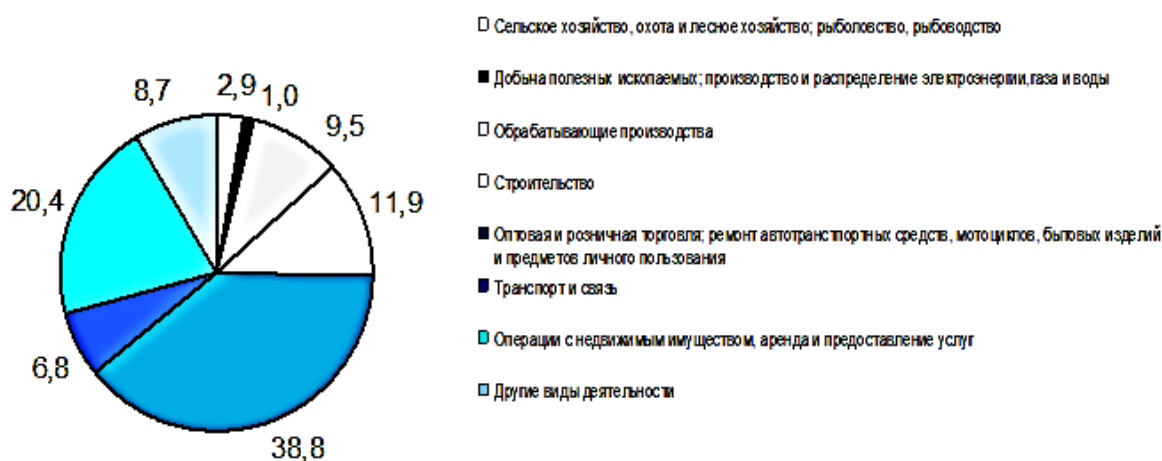 8,7
2,9
1,0
9,5
11,9
20,4
6,8
38,8
Сельское хозяйство, охота и лесное хозяйство; рыболовство, рыбоводство
Добыча полезных ископаемых; производство и распределение электроэнергии,газа и воды
Обрабатывающие производства
Строительство
Оптовая и розничная торговля; ремонт автотранстпортных средств, мотоциклов, бытовых изделий
и предметов личного пользования
Транспорт и связь
Операции с недвижимым имуществом, аренда и предоставление услуг
Другие виды деятельности